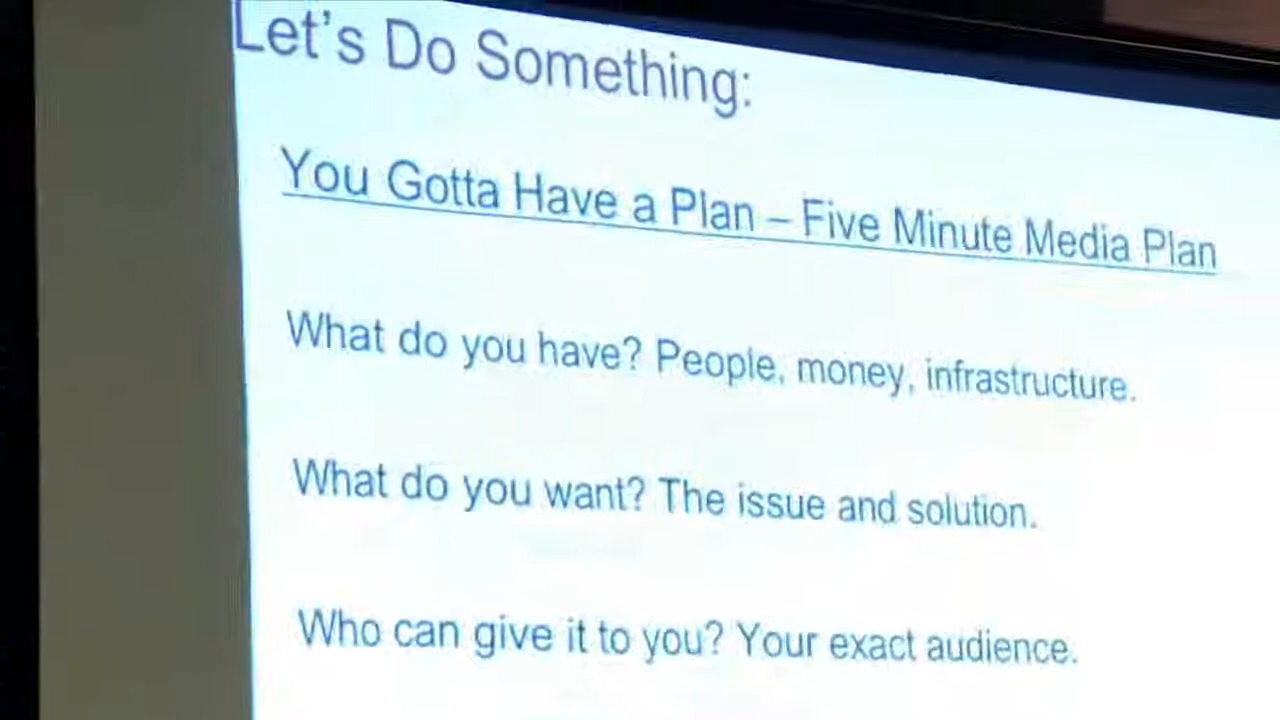 Let's Do Something:
You Gotta Have a Plan – Five Minute Media Plan
What do you have? People, money, infrastructure.
What do you want? The issue and solution.
Who can give it to you? Your exact audience.